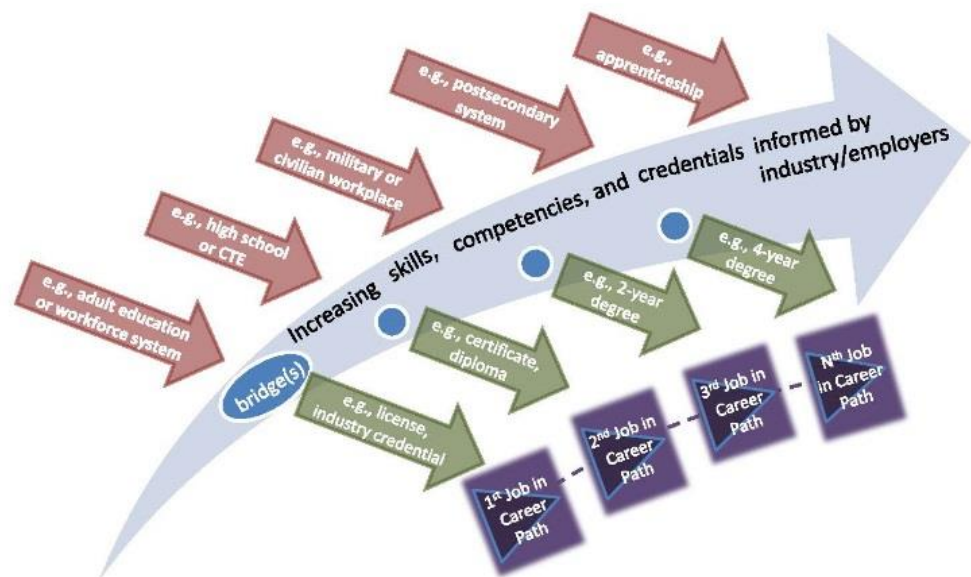 e.g.,
apprenticeship
e.g., postsecondary
system
e.g., military or
civilian workplace
e.g., high school
or CTE
e.g., adult education
or workforce system
Increasing skills, competencies, and credentials informed by
industry/employers
bridge(s)
e.g., license,
industry credential
e.g., certificate,
diploma
e.g., 2-year
degree
e.g., 4-year
degree
1st Job in
Career
Path
2nd Job in
Career
Path
3rd Job in
Career
Path
Nth Job
in Career
Path